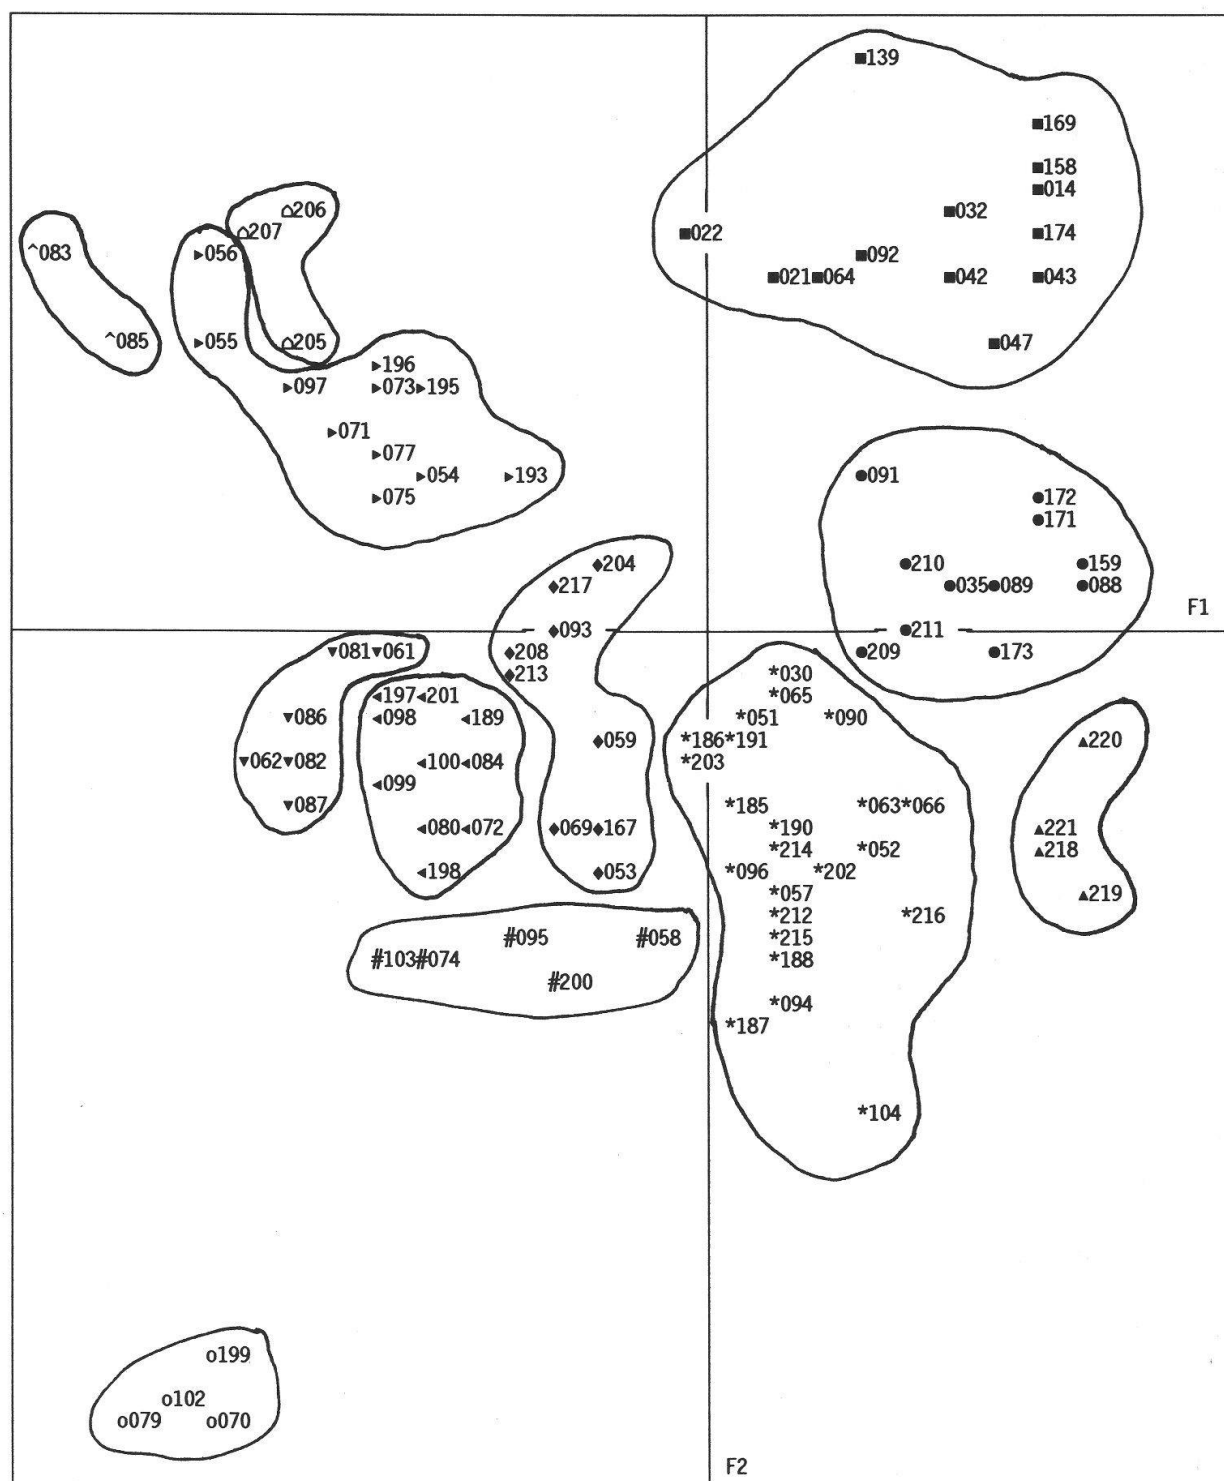 ■139
■169
■158
■014
⌂206 ■032
⌂207 ■022 ■174
^083 ▸056 ■092
■021■064 ■042 ■043
^085 ▸055 ⌂205 ■047
▸196
▸097 ▸073▸195
▸071
▸077
▸054 ▸193 ●091
▸075 ●172
●171
♦204 ●210 ●159
♦217 ●035●089 ●088
F1
♦093 ●211
▾081▾061 ♦208 ●209 ●173
♦213 *030
◂197◂201 *065
▾086 ◂098 ◂189 *051 *090
♦059 *186*191 ▴220
▾062▾082 ◂100◂084 *203
◂099
▾087 *185 *063*066
◂080◂072 ♦069♦167 *190 ▴221
*214 *052 ▴218
◂198 ♦053 *096 *202
*057 ▴219
*212 *216
#095 #058 *215
#103#074 *188
#200
*094
*187
*104
o199
o102
o079 o070
F2